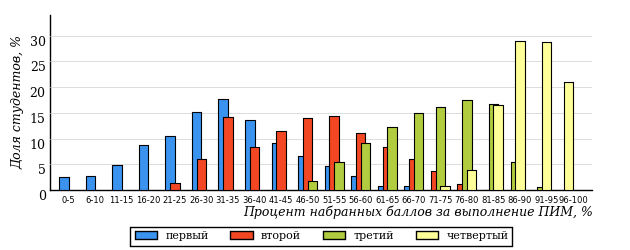 Доля студентов, %
30
25
20
15
10
5
0
0-5 6-10 11-15 16-20 21-25 26-30 31-35 36-40 41-45 46-50 51-55 56-60 61-65 66-70 71-75 76-80 81-85 86-90 91-95 96-100
Процент набранных баллов за выполнение ПИМ, %
первый второй третий четвертый